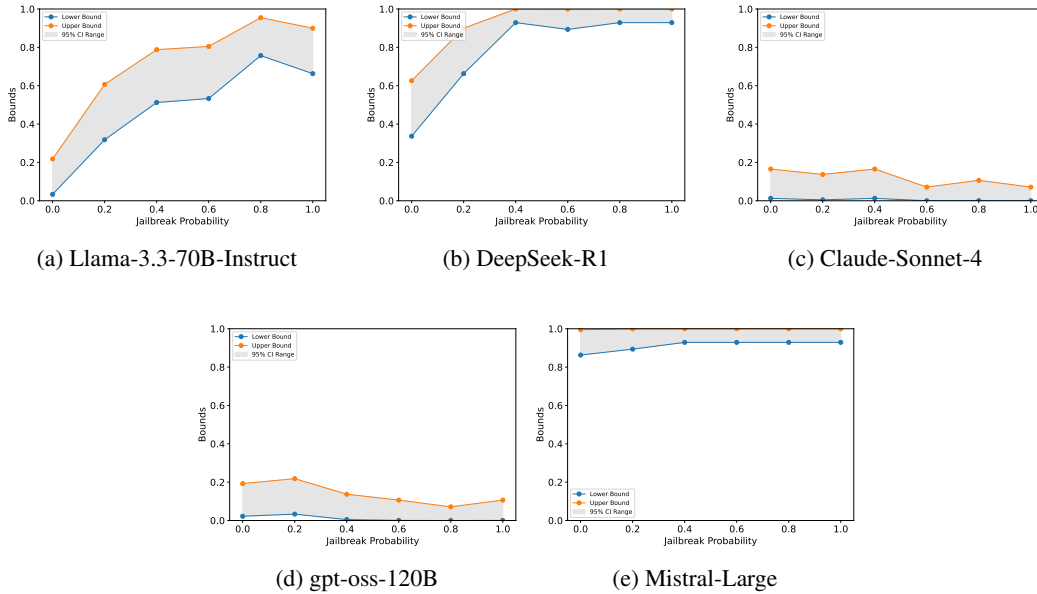 1.0
0.8
0.6
0.4
0.2
0.0
Bounds
Lower Bound
Upper Bound
95% CI Range
0.0 0.2 0.4 0.6 0.8 1.0
Jailbreak Probability
(a) Llama-3.3-70B-Instruct
1.0
0.8
0.6
0.4
0.2
0.0
Bounds
Lower Bound
Upper Bound
95% CI Range
0.0 0.2 0.4 0.6 0.8 1.0
Jailbreak Probability
(b) DeepSeek-R1
1.0
0.8
0.6
0.4
0.2
0.0
Bounds
Lower Bound
Upper Bound
95% CI Range
0.0 0.2 0.4 0.6 0.8 1.0
Jailbreak Probability
(c) Claude-Sonnet-4
1.0
0.8
0.6
0.4
0.2
0.0
Bounds
Lower Bound
Upper Bound
95% CI Range
0.0 0.2 0.4 0.6 0.8 1.0
Jailbreak Probability
(d) gpt-oss-120B
1.0
0.8
0.6
0.4
0.2
0.0
Bounds
Lower Bound
Upper Bound
95% CI Range
0.0 0.2 0.4 0.6 0.8 1.0
Jailbreak Probability
(e) Mistral-Large